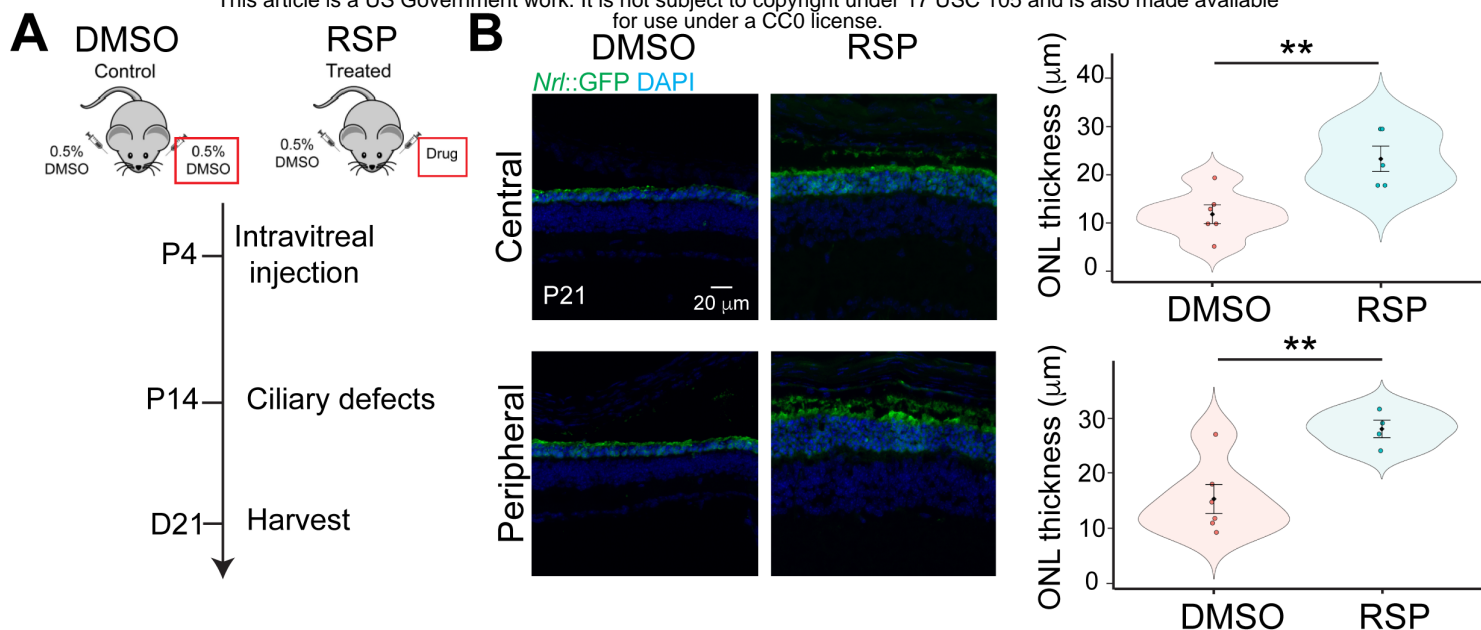 This article is a US Government work. It is not subject to copyright under 17 USC 105 and is also made available
for use under a CC0 license.
A
DMSO
RSP
Control
Treated
0.5%
DMSO
0.5%
DMSO
0.5%
DMSO
Drug
P4
Intravitreal
injection
P14
Ciliary defects
D21
Harvest
B
DMSO
RSP
Nrl::GFP DAPI
Central
P21
20 μm
Peripheral
ONL thickness (μm)
40
30
20
10
0
**
DMSO
RSP
ONL thickness (μm)
30
20
10
0
**
DMSO
RSP